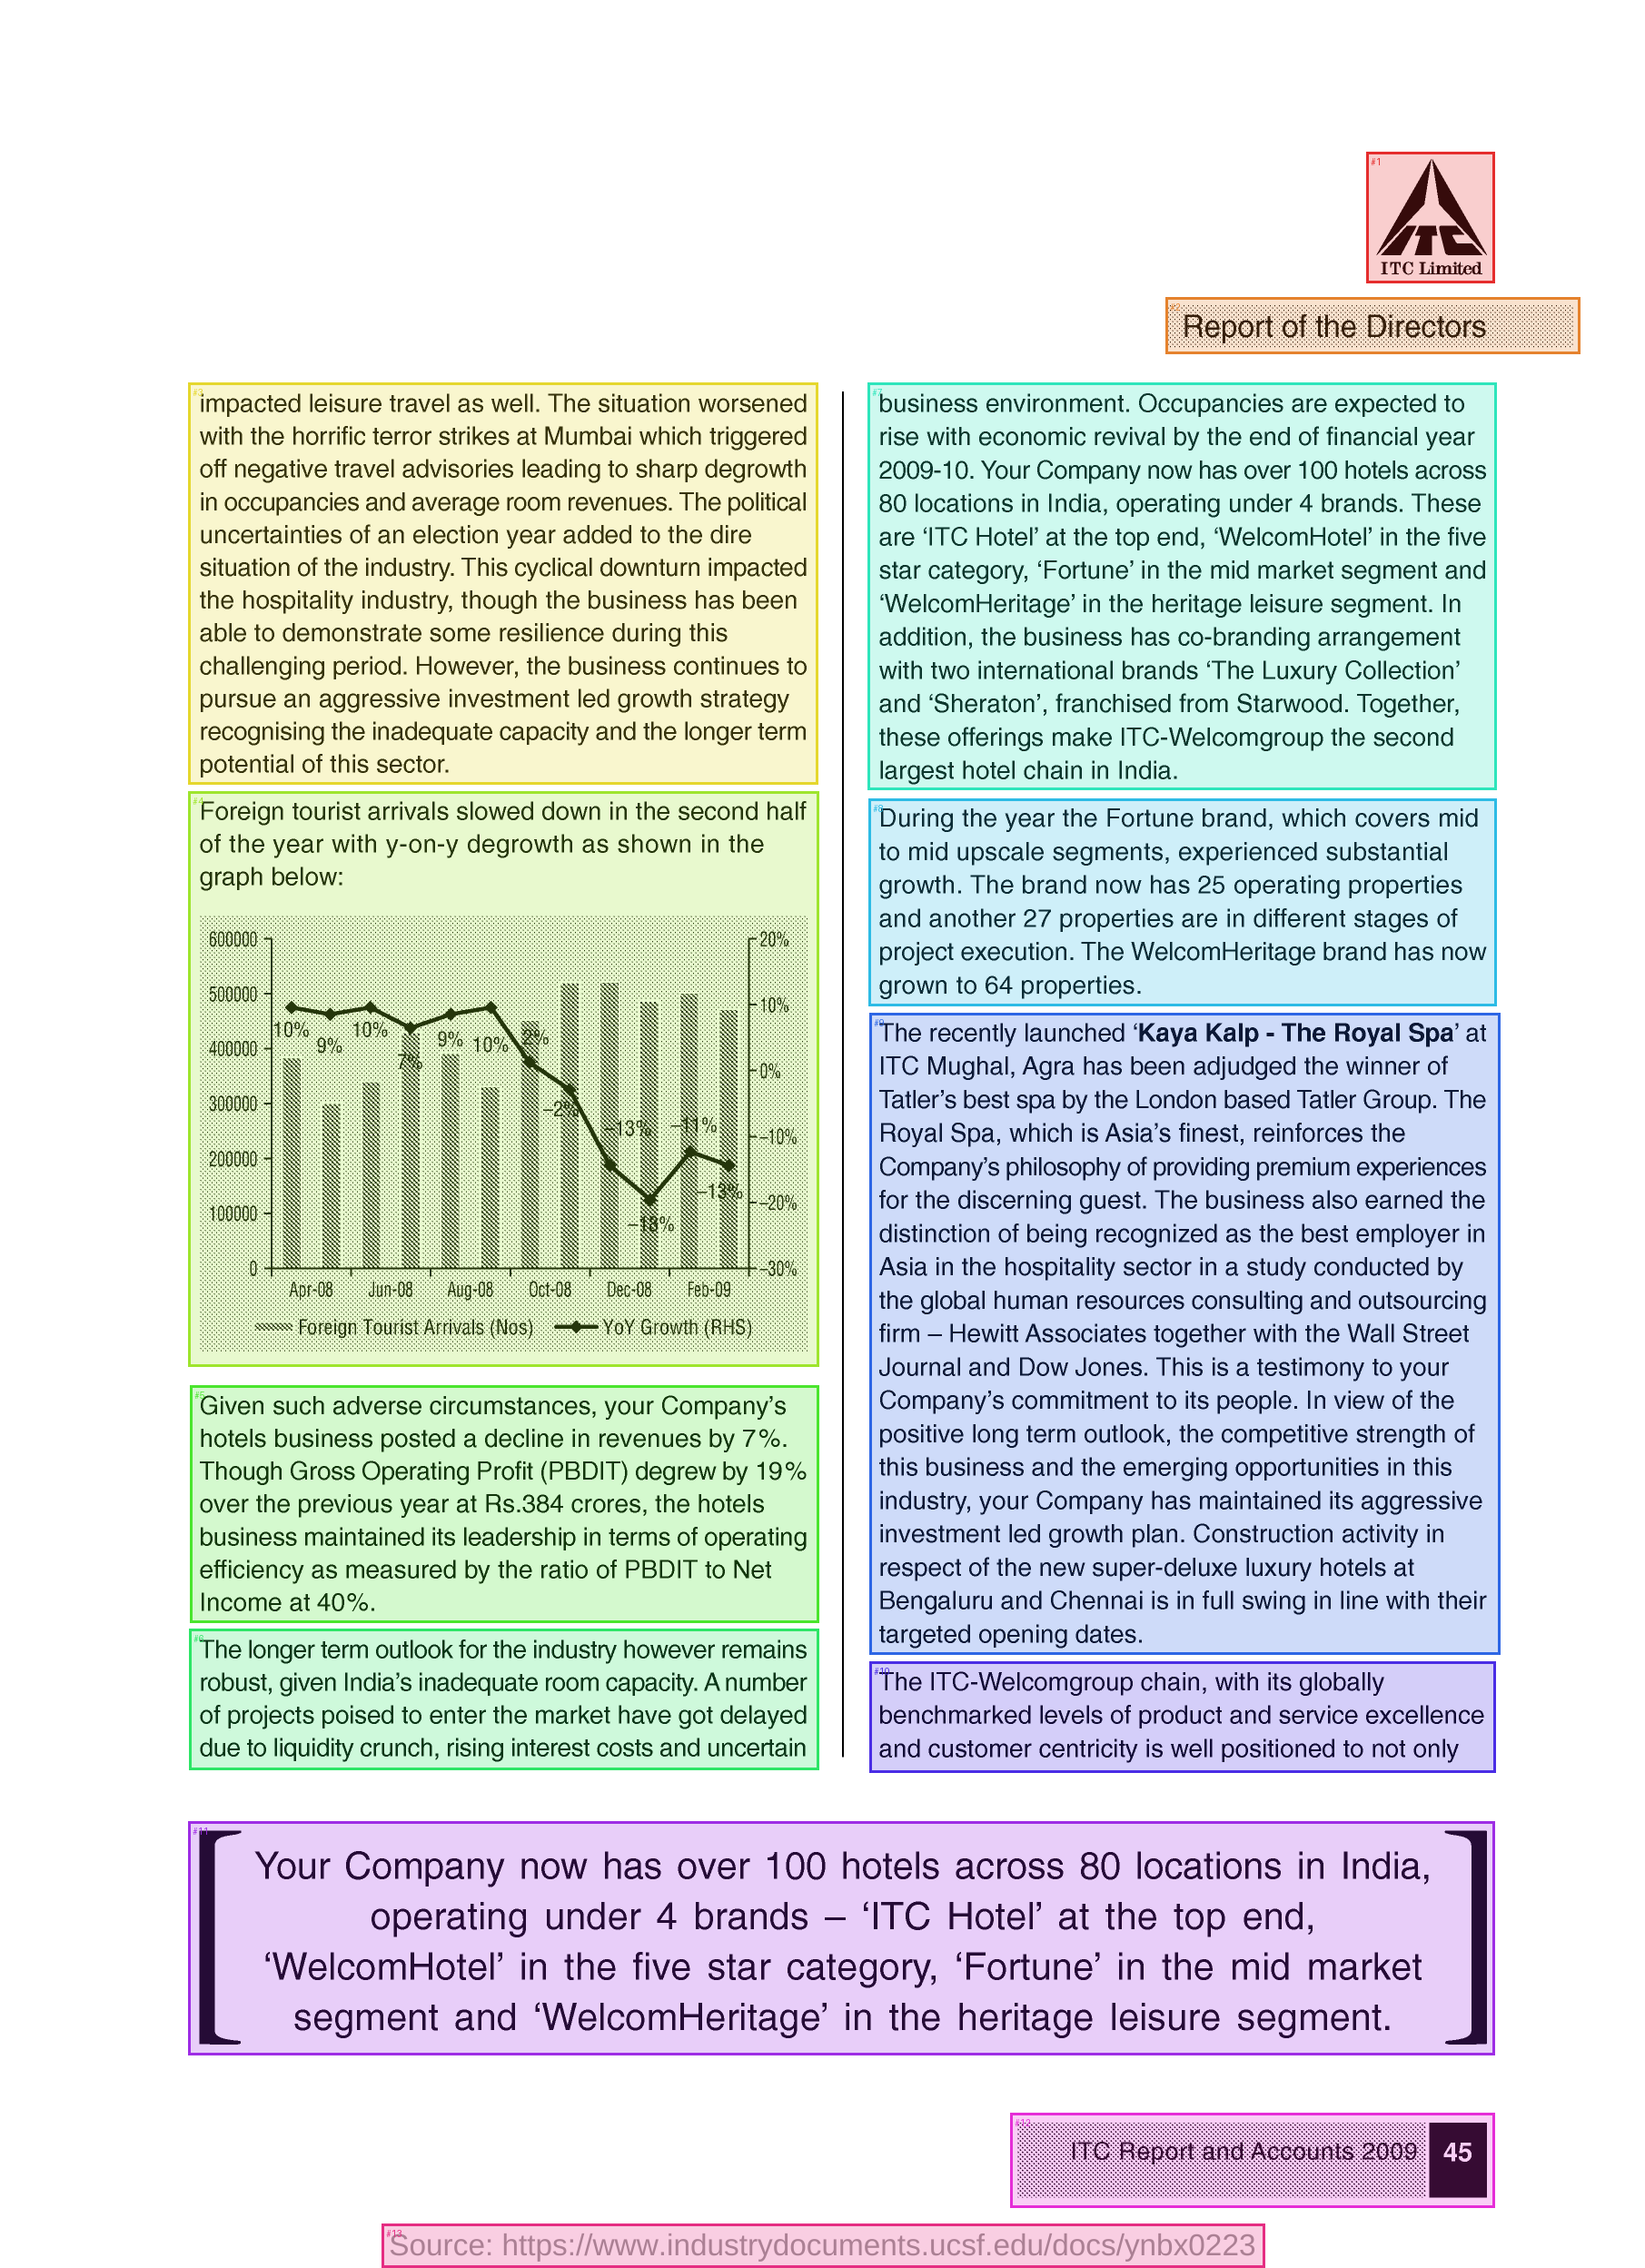 ITC Limited
Report of the Directors
impacted leisure travel as well. The situation worsened
with the horrific terror strikes at Mumbai which triggered
off negative travel advisories leading to sharp degrowth
in occupancies and average room revenues. The political
uncertainties of an election year added to the dire
situation of the industry. This cyclical downturn impacted
the hospitality industry, though the business has been
able to demonstrate some resilience during this
challenging period. However, the business continues to
pursue an aggressive investment led growth strategy
recognising the inadequate capacity and the longer term
potential of this sector.
Foreign tourist arrivals slowed down in the second half
of the year with y-on-y degrowth as shown in the
graph below:
600000
500000
400000
300000
200000
100000
0
20%
10%
0%
–10%
–20%
–30%
10%
9%
10%
7%
9%
10%
2%
–2%
–13%
–18%
–11%
–13%
Apr-08 Jun-08 Aug-08 Oct-08 Dec-08 Feb-09
Foreign Tourist Arrivals (Nos) YoY Growth (RHS)
Given such adverse circumstances, your Company’s
hotels business posted a decline in revenues by 7%.
Though Gross Operating Profit (PBDIT) degrew by 19%
over the previous year at Rs.384 crores, the hotels
business maintained its leadership in terms of operating
efficiency as measured by the ratio of PBDIT to Net
Income at 40%.
The longer term outlook for the industry however remains
robust, given India’s inadequate room capacity. A number
of projects poised to enter the market have got delayed
due to liquidity crunch, rising interest costs and uncertain
business environment. Occupancies are expected to
rise with economic revival by the end of financial year
2009-10. Your Company now has over 100 hotels across
80 locations in India, operating under 4 brands. These
are ‘ITC Hotel’ at the top end, ‘WelcomHotel’ in the five
star category, ‘Fortune’ in the mid market segment and
‘WelcomHeritage’ in the heritage leisure segment. In
addition, the business has co-branding arrangement
with two international brands ‘The Luxury Collection’
and ‘Sheraton’, franchised from Starwood. Together,
these offerings make ITC-Welcomgroup the second
largest hotel chain in India.
During the year the Fortune brand, which covers mid
to mid upscale segments, experienced substantial
growth. The brand now has 25 operating properties
and another 27 properties are in different stages of
project execution. The WelcomHeritage brand has now
grown to 64 properties.
The recently launched ‘Kaya Kalp - The Royal Spa’ at
ITC Mughal, Agra has been adjudged the winner of
Tatler’s best spa by the London based Tatler Group. The
Royal Spa, which is Asia’s finest, reinforces the
Company’s philosophy of providing premium experiences
for the discerning guest. The business also earned the
distinction of being recognized as the best employer in
Asia in the hospitality sector in a study conducted by
the global human resources consulting and outsourcing
firm – Hewitt Associates together with the Wall Street
Journal and Dow Jones. This is a testimony to your
Company’s commitment to its people. In view of the
positive long term outlook, the competitive strength of
this business and the emerging opportunities in this
industry, your Company has maintained its aggressive
investment led growth plan. Construction activity in
respect of the new super-deluxe luxury hotels at
Bengaluru and Chennai is in full swing in line with their
targeted opening dates.
The ITC-Welcomgroup chain, with its globally
benchmarked levels of product and service excellence
and customer centricity is well positioned to not only
Your Company now has over 100 hotels across 80 locations in India,
operating under 4 brands – ‘ITC Hotel’ at the top end,
‘WelcomHotel’ in the five star category, ‘Fortune’ in the mid market
segment and ‘WelcomHeritage’ in the heritage leisure segment.
ITC Report and Accounts 2009 45
Source: https://www.industrydocuments.ucsf.edu/docs/ynbx0223